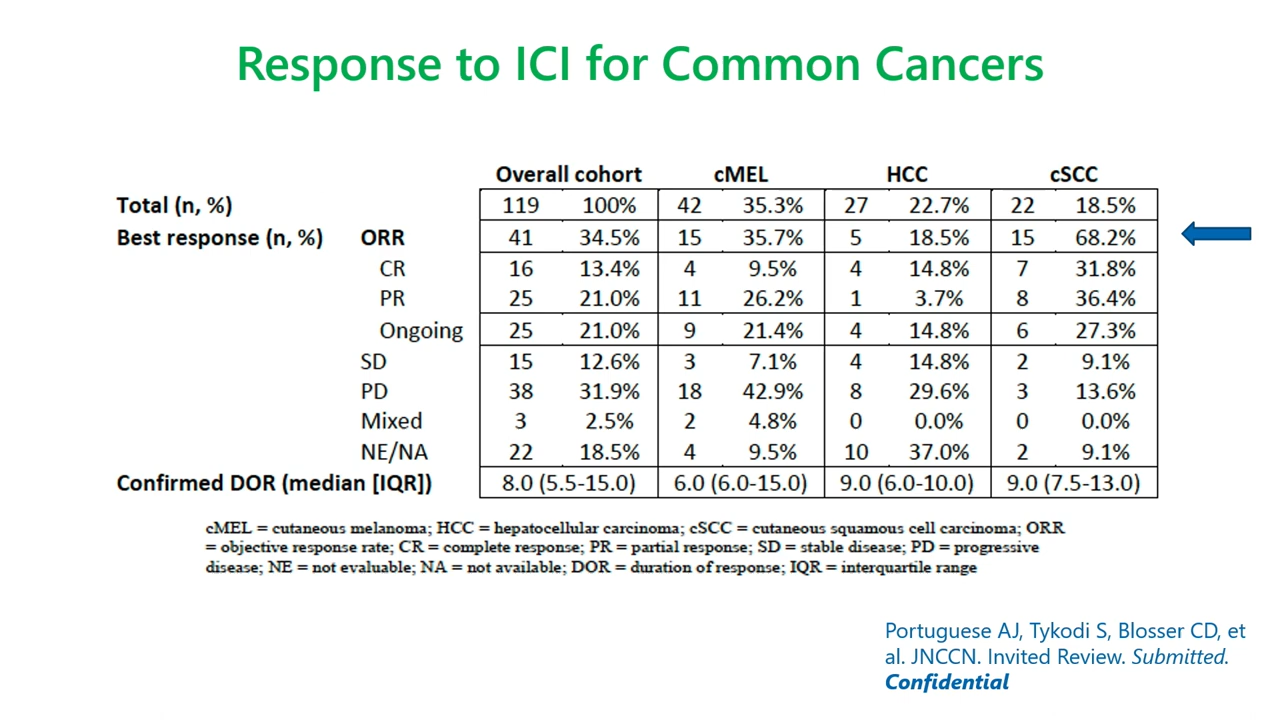 Response to ICI for Common Cancers
Overall cohort cMEL HCC cSCC
Total (n, %) 119 100% 42 35.3% 27 22.7% 22 18.5%
Best response (n, %) ORR 41 34.5% 15 35.7% 5 18.5% 15 68.2%
CR 16 13.4% 4 9.5% 4 14.8% 7 31.8%
PR 25 21.0% 11 26.2% 1 3.7% 8 36.4%
Ongoing 25 21.0% 9 21.4% 4 14.8% 6 27.3%
SD 15 12.6% 3 7.1% 4 14.8% 2 9.1%
PD 38 31.9% 18 42.9% 8 29.6% 3 13.6%
Mixed 3 2.5% 2 4.8% 0 0.0% 0 0.0%
NE/NA 22 18.5% 4 9.5% 10 37.0% 2 9.1%
Confirmed DOR (median [IQR]) 8.0 (5.5-15.0) 6.0 (6.0-15.0) 9.0 (6.0-10.0) 9.0 (7.5-13.0)
cMEL = cutaneous melanoma; HCC = hepatocellular carcinoma; cSCC = cutaneous squamous cell carcinoma; ORR
= objective response rate; CR = complete response; PR = partial response; SD = stable disease; PD = progressive
disease; NE = not evaluable; NA = not available; DOR = duration of response; IQR = interquartile range
Portuguese AJ, Tykodi S, Blosser CD, et
al. JNCCN. Invited Review. Submitted.
Confidential